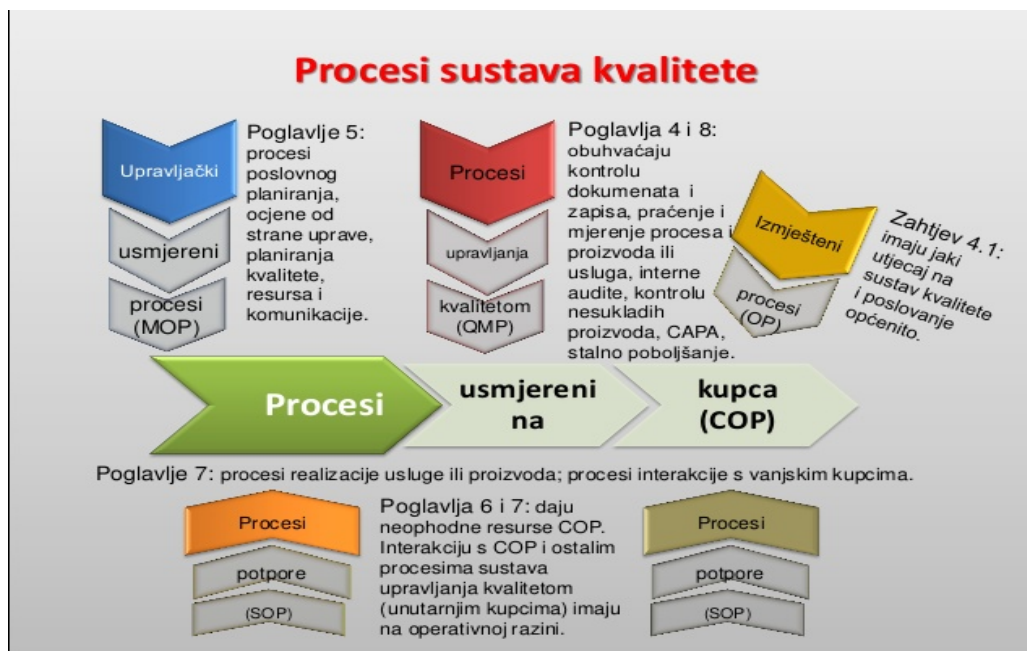 Procesi sustava kvalitete
Upravljački
usmjereni
procesi
(MOP)
Poglavlje 5:
procesi
poslovnog
planiranja,
ocjene od
strane uprave,
planiranja
kvalitete,
resursa i
komunikacije.
Procesi
upravljanja
kvalitetom
(QMP)
Poglavlja 4 i 8:
obuhvaćaju
kontrolu
dokumenata i
zapisa, praćenje i
mjerenje procesa i
proizvoda ili
usluga, interne
audite, kontrolu
nesukladih
proizvoda, CAPA,
stalno poboljšanje.
Izmješteni
procesi
(OP)
Zahtjev 4.1:
imaju jaki
utjecaj na
sustav kvalitete
i poslovanje
općenito.
Procesi
usmjereni
na
kupca
(COP)
Poglavlje 7: procesi realizacije usluge ili proizvoda; procesi interakcije s vanjskim kupcima.
Procesi
potpore
(SOP)
Poglavlja 6 i 7: daju
neophodne resurse COP.
Interakciju s COP i ostalim
procesima sustava
upravljanja kvalitetom
(unutarnjim kupcima) imaju
na operativnoj razini.
Procesi
potpore
(SOP)